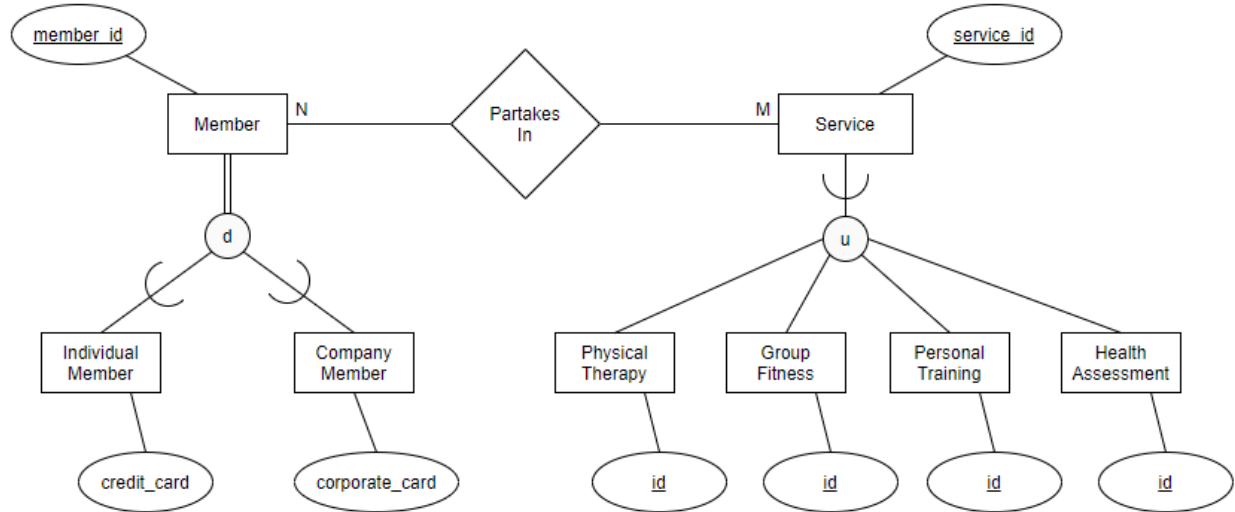 member_id
service_id
Member
N
Partakes
In
M
Service
d
u
Individual
Member
Company
Member
Physical
Therapy
Group
Fitness
Personal
Training
Health
Assessment
credit_card
corporate_card
id
id
id
id